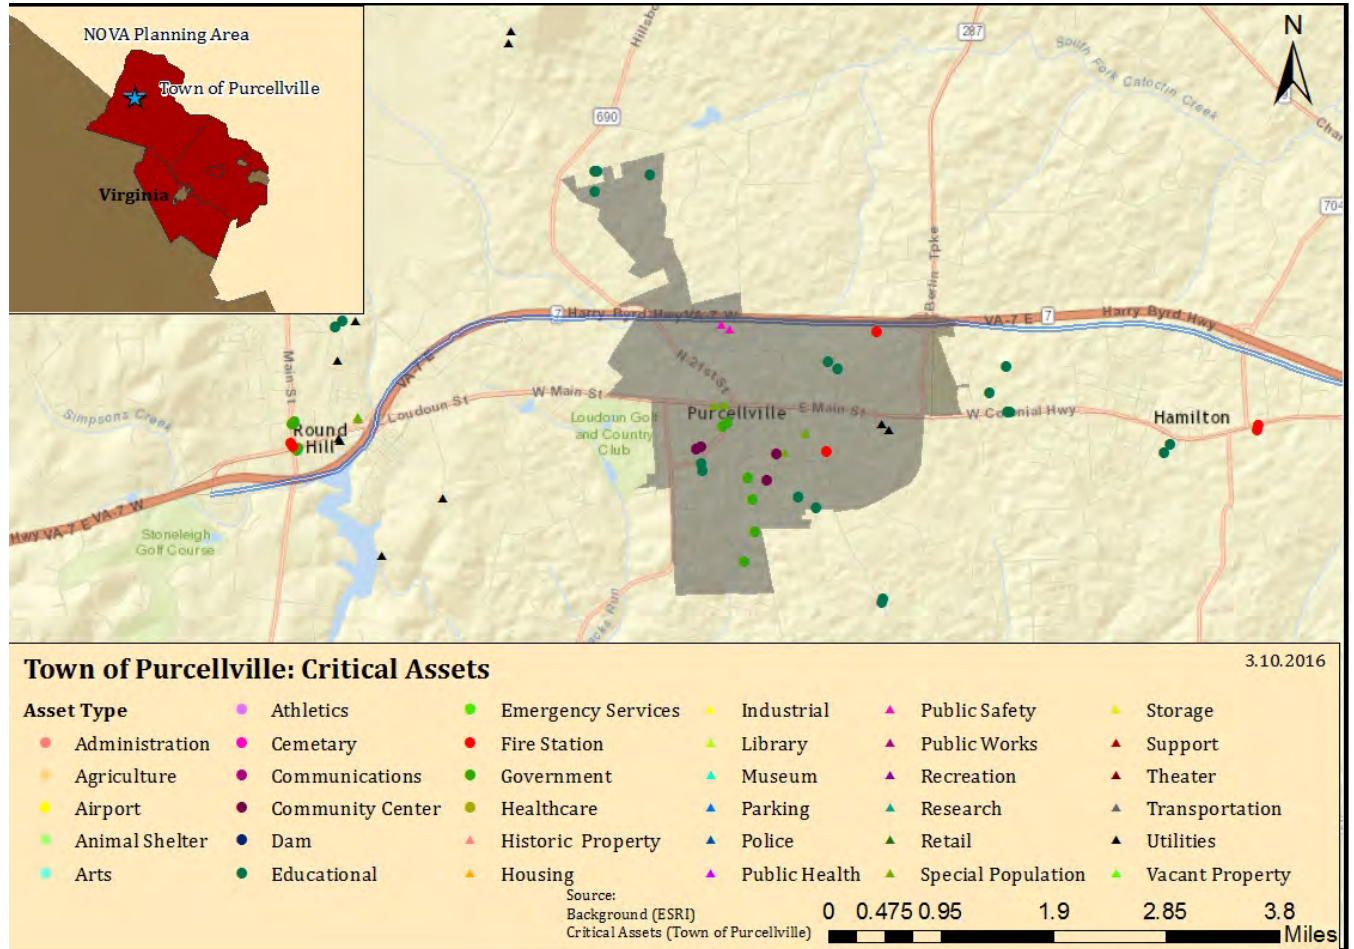 NOVA Planning Area
Town of Purcellville
Virginia
N
287
South Fork Catoctin Creek
690
704
Berlin Tpke
7
Harry Byrd Hwy
VA-7 W
VA-7 E
7
Harry Byrd Hwy
VA-7 E
Main St
N 21st St
Simpsons Creek
Loudoun St
W Main St
Purcellville
E Main St
W Colonial Hwy
Hamilton
Round
Hill
Loudoun Golf
and Country
Club
Hwy VA-7 E
VA-7 W
Stoneleigh
Golf Course
Run
Town of Purcellville: Critical Assets
3.10.2016
Asset Type
Administration
Agriculture
Airport
Animal Shelter
Arts
Athletics
Cemetary
Communications
Community Center
Dam
Educational
Emergency Services
Fire Station
Government
Healthcare
Historic Property
Housing
Industrial
Library
Museum
Parking
Police
Public Health
Public Safety
Public Works
Recreation
Research
Retail
Special Population
Storage
Support
Theater
Transportation
Utilities
Vacant Property
Source:
Background (ESRI)
Critical Assets (Town of Purcellville)
0 0.475 0.95 1.9 2.85 3.8
Miles